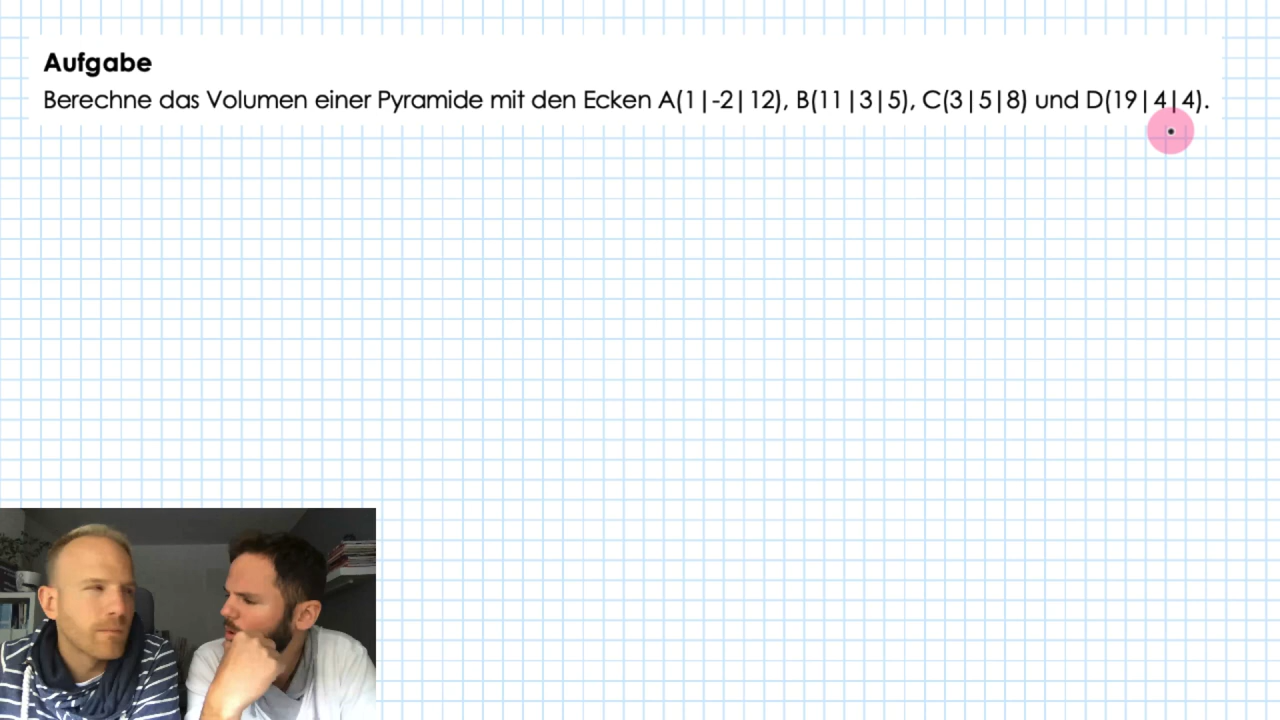 Aufgabe
Berechne das Volumen einer Pyramide mit den Ecken A(1|-2|12), B(11|3|5), C(3|5|8) und D(19|4|4).